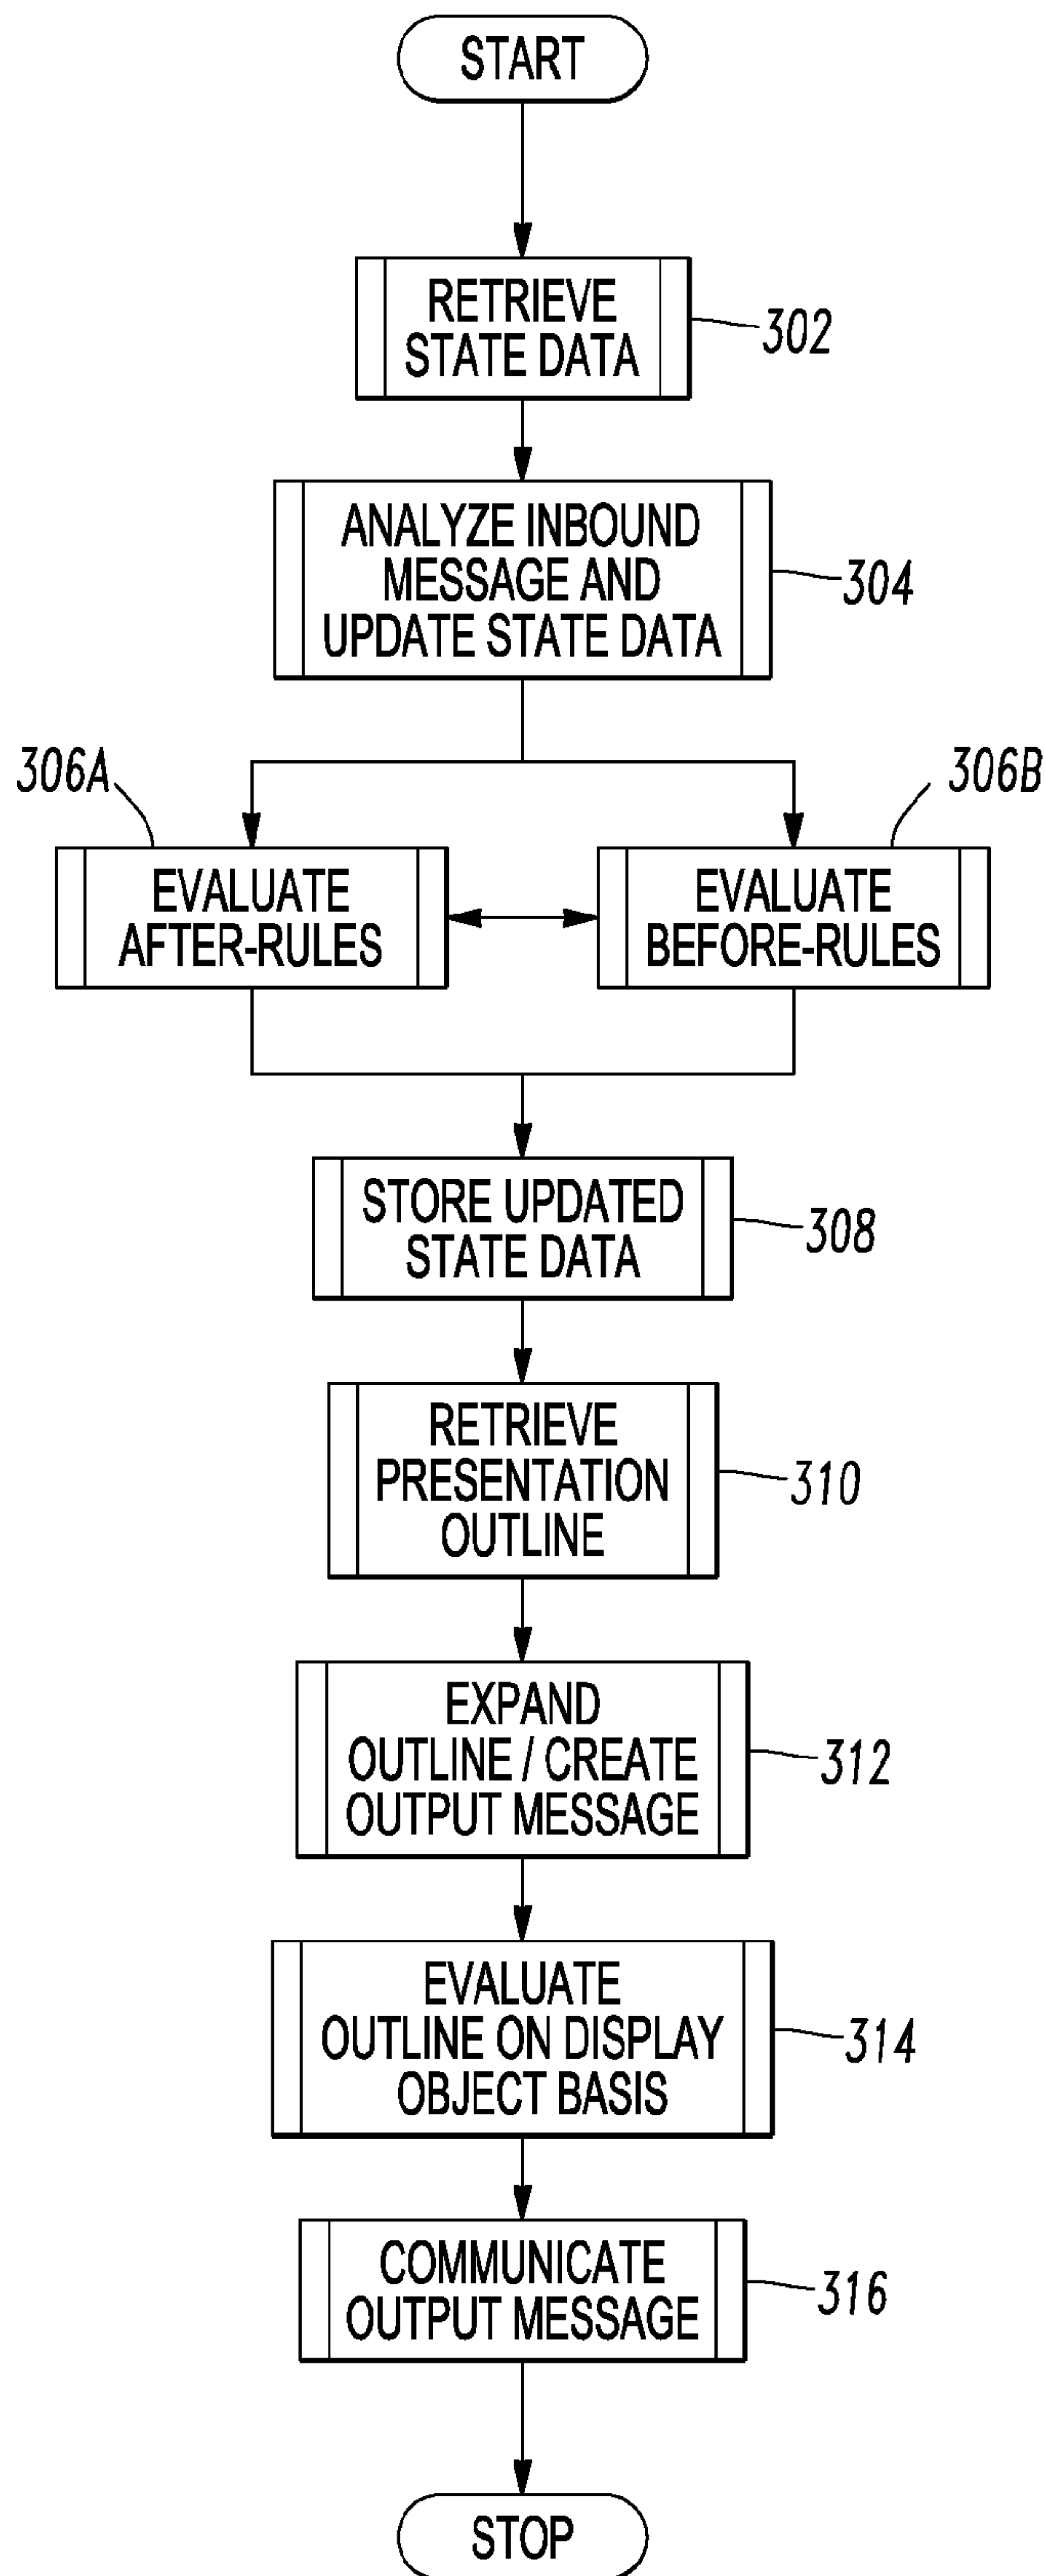 START
RETRIEVE
STATE DATA
302
ANALYZE INBOUND
MESSAGE AND
UPDATE STATE DATA
304
306A
306B
EVALUATE
AFTER-RULES
EVALUATE
BEFORE-RULES
STORE UPDATED
STATE DATA
308
RETRIEVE
PRESENTATION
OUTLINE
310
EXPAND
OUTLINE / CREATE
OUTPUT MESSAGE
312
EVALUATE
OUTLINE ON DISPLAY
OBJECT BASIS
314
COMMUNICATE
OUTPUT MESSAGE
316
STOP